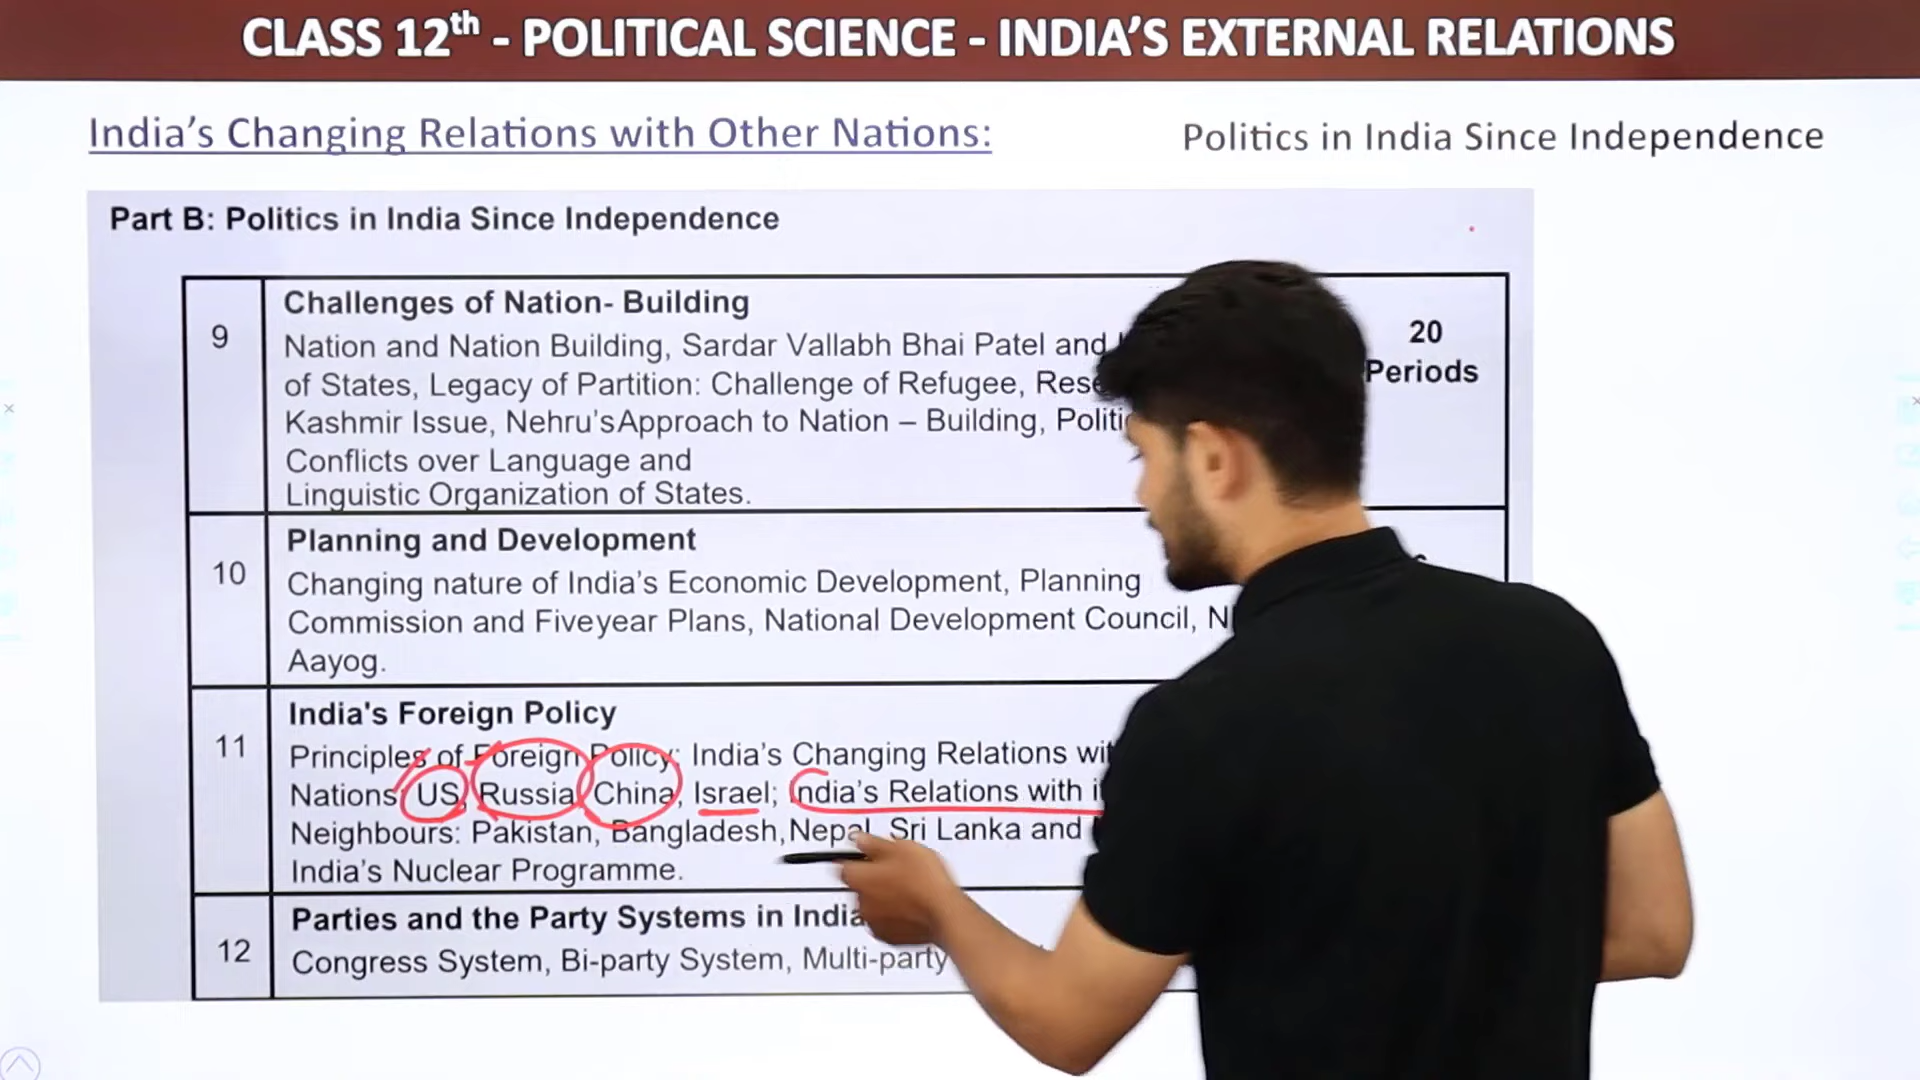 CLASS 12th - POLITICAL SCIENCE - INDIA'S EXTERNAL RELATIONS
India's Changing Relations with Other Nations:
Politics in India Since Independence
Part B: Politics in India Since Independence
9
Challenges of Nation- Building
Nation and Nation Building, Sardar Vallabh Bhai Patel and
of States, Legacy of Partition: Challenge of Refugee,
Kashmir Issue, Nehru's Approach to Nation – Building,
Conflicts over Language and
Linguistic Organization of States.
20
Periods
10
Planning and Development
Changing nature of India's Economic Development, Planning
Commission and Fiveyear Plans, National Development Council,
Aayog.
11
India's Foreign Policy
Principles of Foreign Policy; India's Changing Relations
Nations US, Russia, China, Israel; India's Relations with
Neighbours: Pakistan, Bangladesh, Nepal, Sri Lanka and
India's Nuclear Programme.
12
Parties and the Party Systems in India
Congress System, Bi-party System, Multi-party